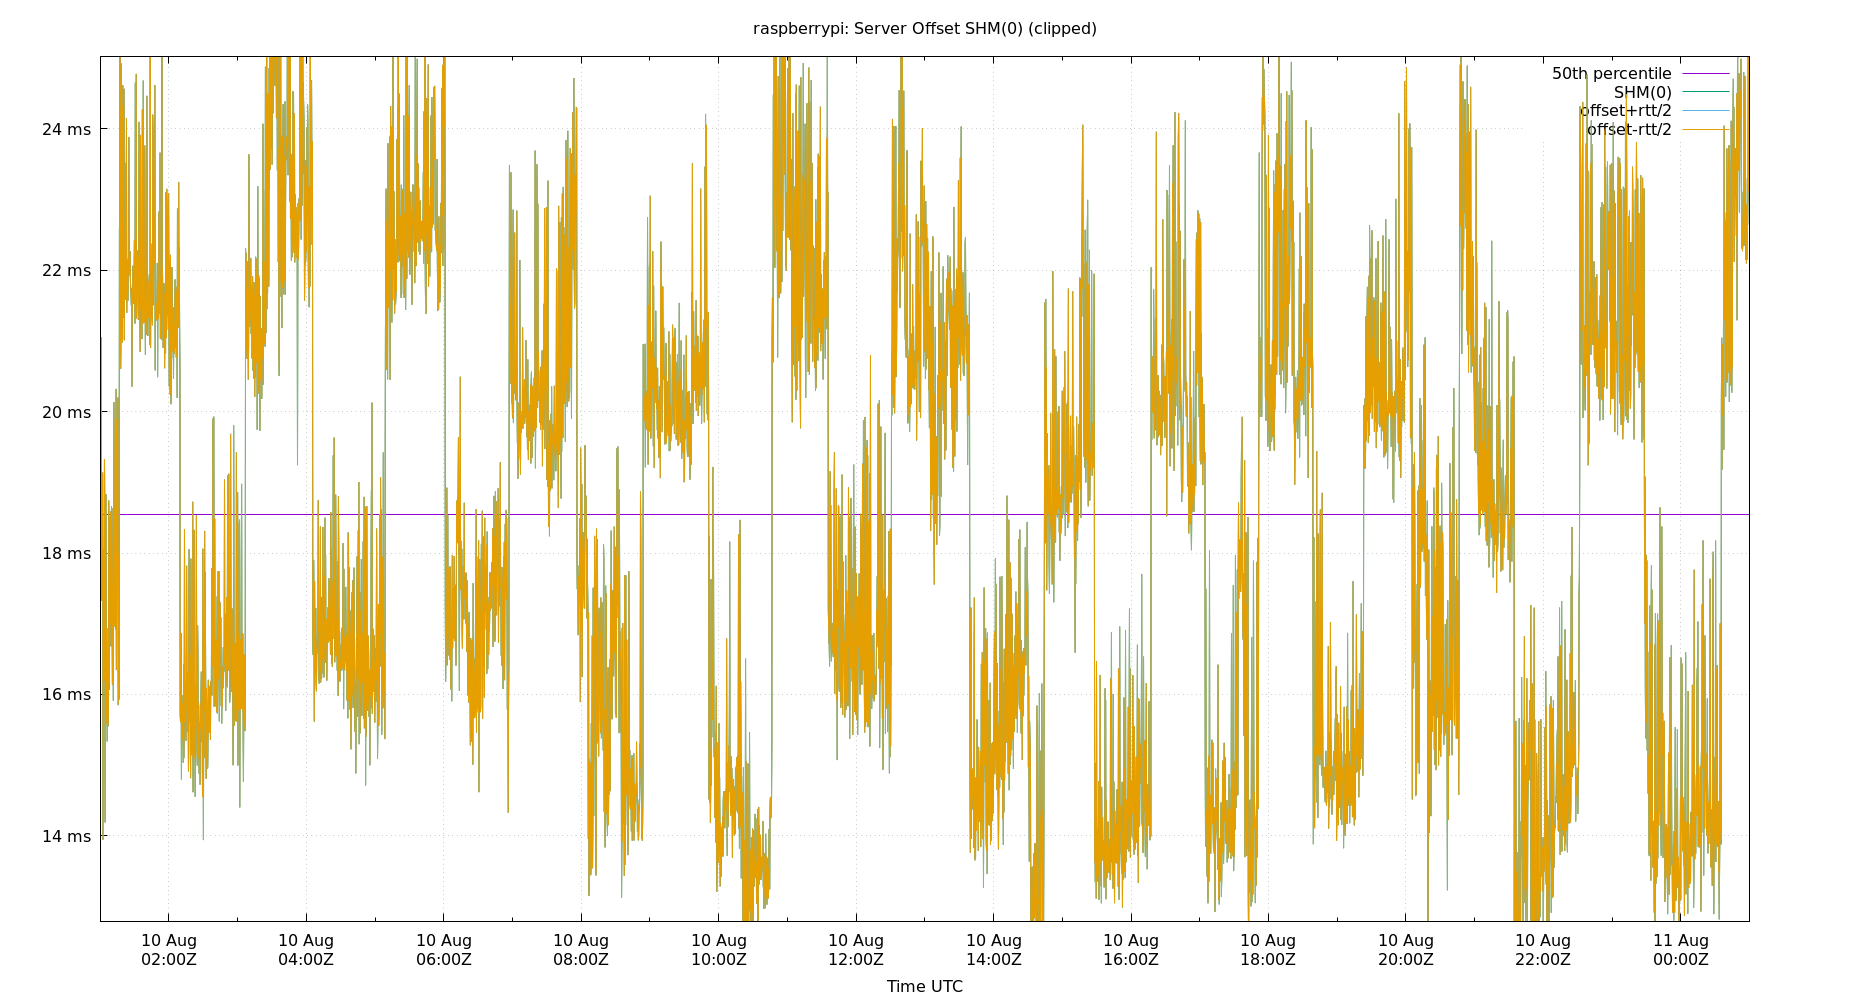 raspberrypi: Server Offset SHM(0) (clipped)
50th percentile
SHM(0)
offset+rtt/2
offset-rtt/2
24 ms
22 ms
20 ms
18 ms
16 ms
14 ms
10 Aug 10 Aug 10 Aug 10 Aug 10 Aug 10 Aug 10 Aug 10 Aug 10 Aug 10 Aug 10 Aug 11 Aug
02:00Z 04:00Z 06:00Z 08:00Z 10:00Z 12:00Z 14:00Z 16:00Z 18:00Z 20:00Z 22:00Z 00:00Z
Time UTC